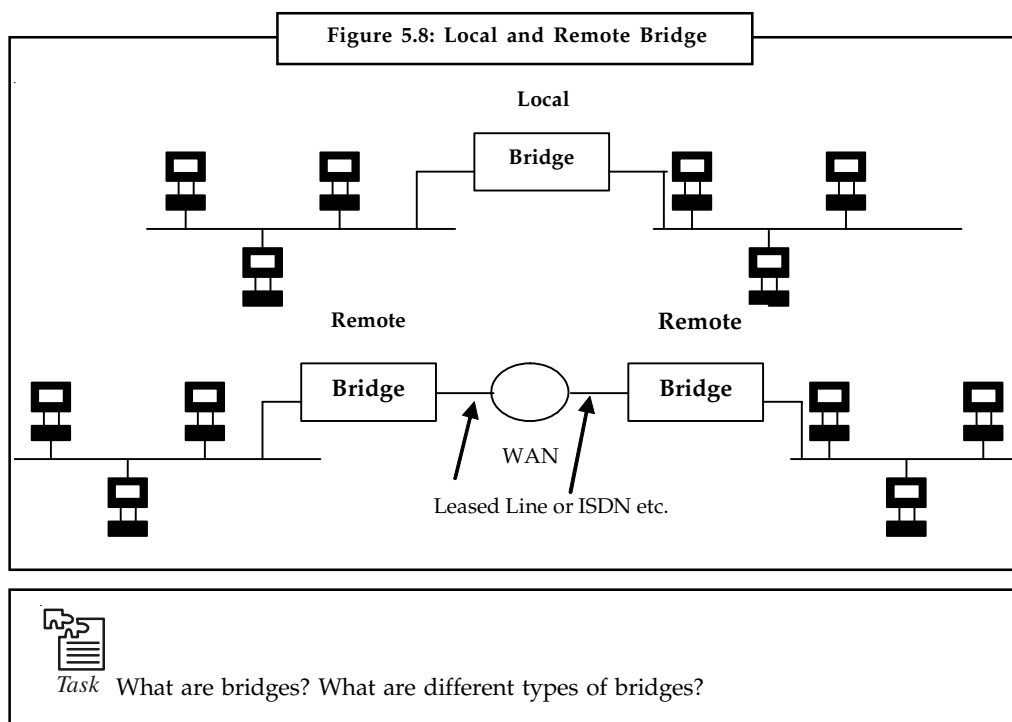 Figure 5.8: Local and Remote Bridge
Local
Bridge
Remote
Remote
Bridge
Bridge
WAN
Leased Line or ISDN etc.
Task What are bridges? What are different types of bridges?